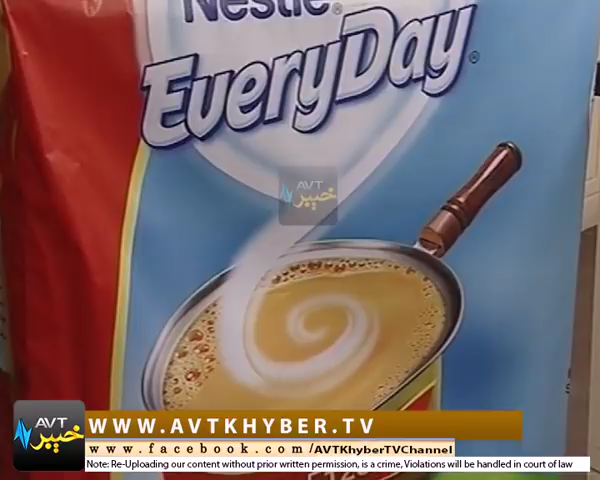 Nestlé®
EveryDay®
AVT
خیبر
AVT
خیبر
WWW.AVTKHYBER.TV
www.facebook.com/AVTKhyberTVChannel
Note: Re-Uploading our content without prior written permission, is a crime, Violations will be handled in court of law